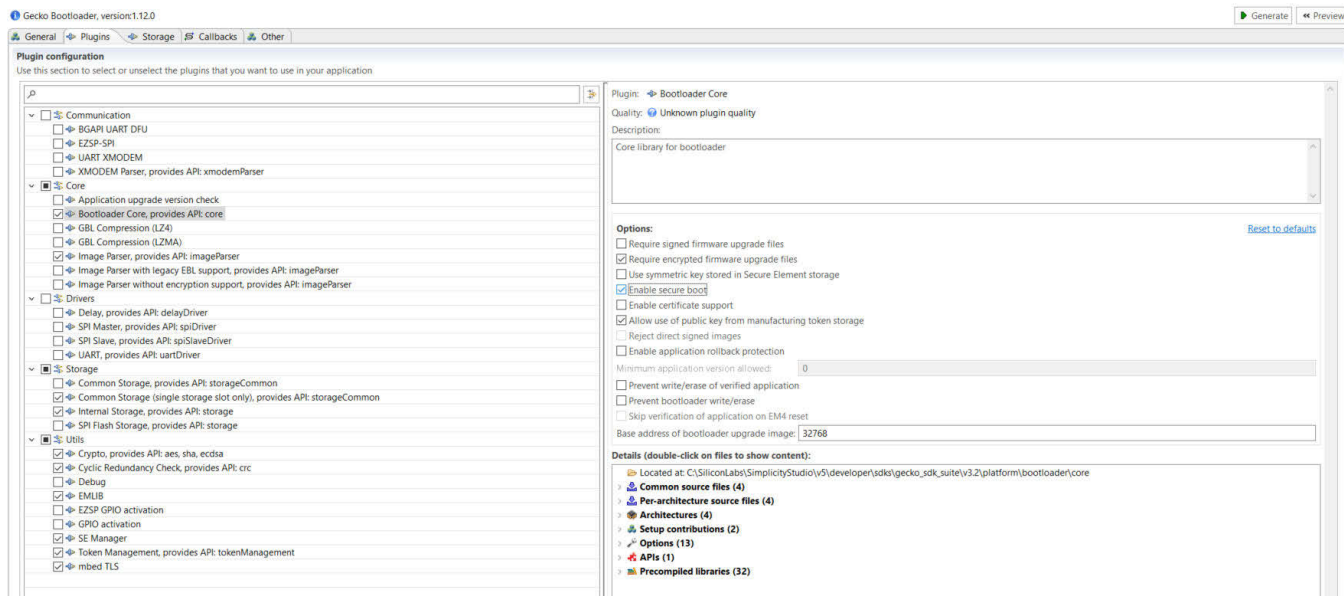 Gecko Bootloader, version:1.12.0
Generate
Preview
General
Plugins
Storage
Callbacks
Other
Plugin configuration
Use this section to select or unselect the plugins that you want to use in your application
Communication
BGAPI UART DFU
EZSP-SPI
UART XMODEM
XMODEM Parser, provides API: xmodemParser
Core
Application upgrade version check
Bootloader Core, provides API: core
GBL Compression (LZ4)
GBL Compression (LZMA)
Image Parser, provides API: imageParser
Image Parser with legacy EBL support, provides API: imageParser
Image Parser without encryption support, provides API: imageParser
Drivers
Delay, provides API: delayDriver
SPI Master, provides API: spiDriver
SPI Slave, provides API: spiSlaveDriver
UART, provides API: uartDriver
Storage
Common Storage, provides API: storageCommon
Common Storage (single storage slot only), provides API: storageCommon
Internal Storage, provides API: storage
SPI Flash Storage, provides API: storage
Utils
Crypto, provides API: aes, sha, ecdsa
Cyclic Redundancy Check, provides API: crc
Debug
EMLIB
EZSP GPIO activation
GPIO activation
SE Manager
Token Management, provides API: tokenManagement
mbed TLS
Plugin: Bootloader Core
Quality: Unknown plugin quality
Description:
Core library for bootloader
Options:
Reset to defaults
Require signed firmware upgrade files
Require encrypted firmware upgrade files
Use symmetric key stored in Secure Element storage
Enable secure boot
Enable certificate support
Allow use of public key from manufacturing token storage
Reject direct signed images
Enable application rollback protection
Minimum application version allowed: 0
Prevent write/erase of verified application
Prevent bootloader write/erase
Skip verification of application on EM4 reset
Base address of bootloader upgrade image: 32768
Details (double-click on files to show content):
Located at: C:\SiliconLabs\SimplicityStudio\v5\developer\sdks\gecko_sdk_suite\v3.2\platform\bootloader\core
Common source files (4)
Per-architecture source files (4)
Architectures (4)
Setup contributions (2)
Options (13)
APIs (1)
Precompiled libraries (32)